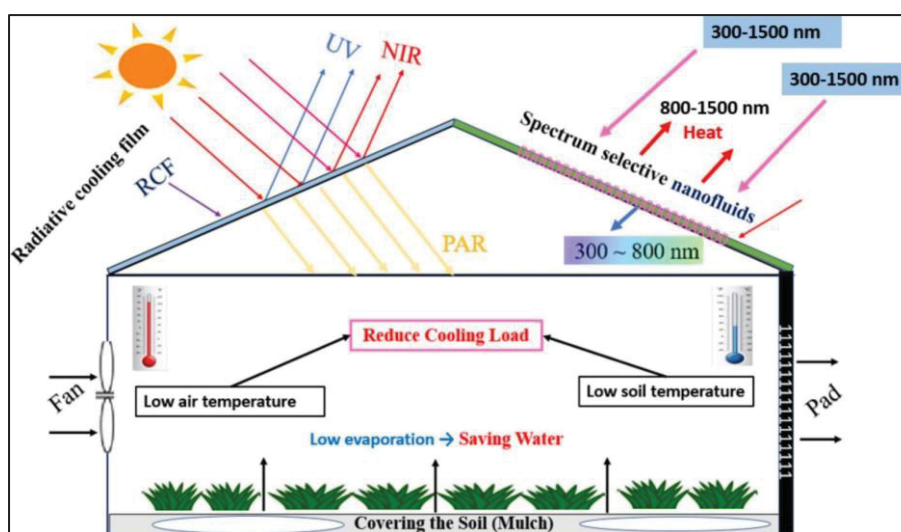 300-1500 nm
UV
NIR
300-1500 nm
800-1500 nm
Heat
Radiative cooling film
RCF
Spectrum selective nanofluids
PAR
300 ~ 800 nm
Reduce Cooling Load
Fan
Low air temperature
Low soil temperature
Pad
Low evaporation → Saving Water
Covering the Soil (Mulch)